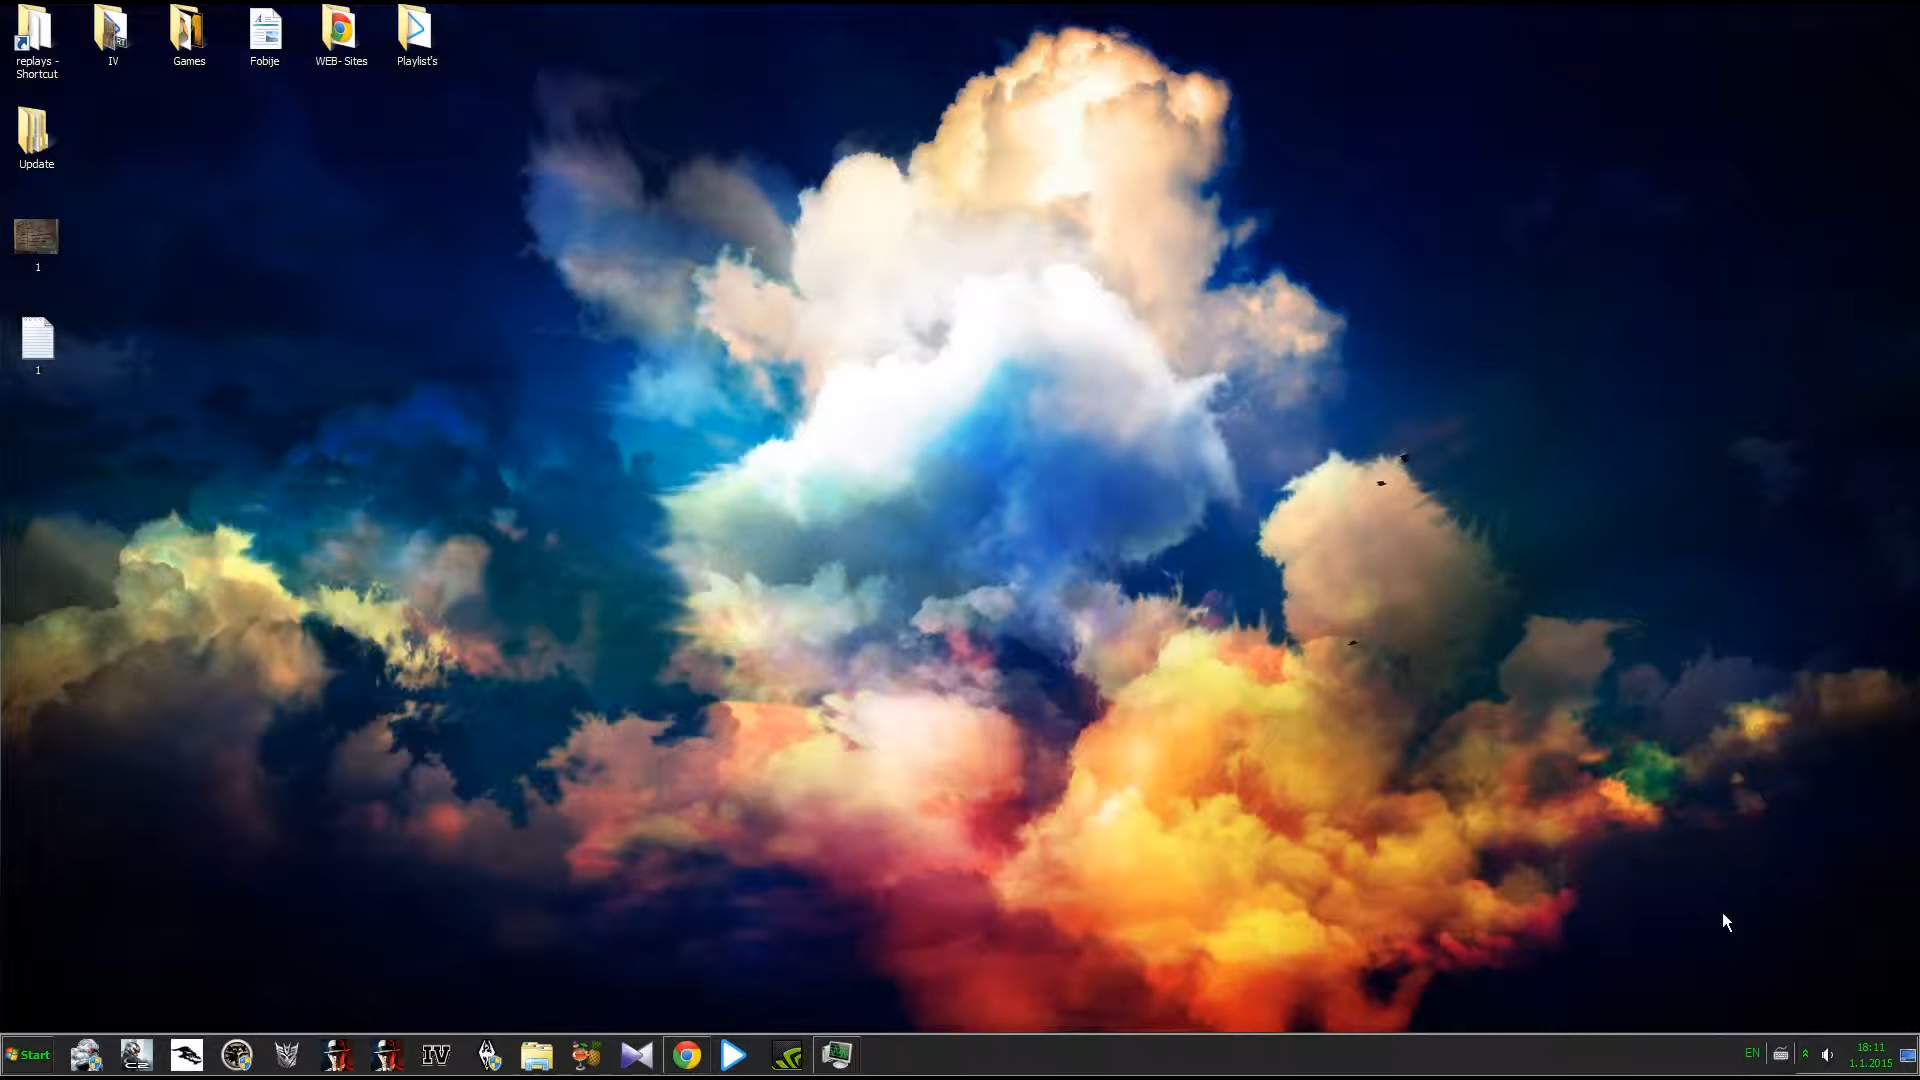 replays -
Shortcut
IV
Games
Fobije
WEB- Sites
Playlist's
Update
1
1
Start
C2
IV
EN
18:11
1.1.2015